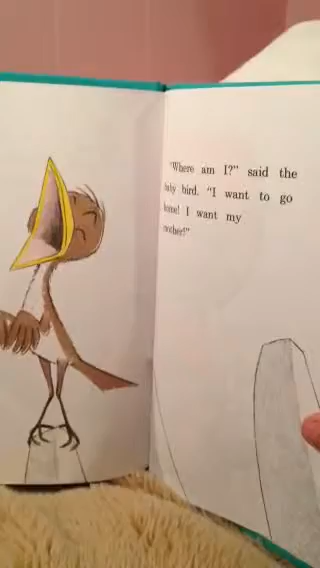 "Where am I?" said the
baby bird. "I want to go
home! I want my
mother!"